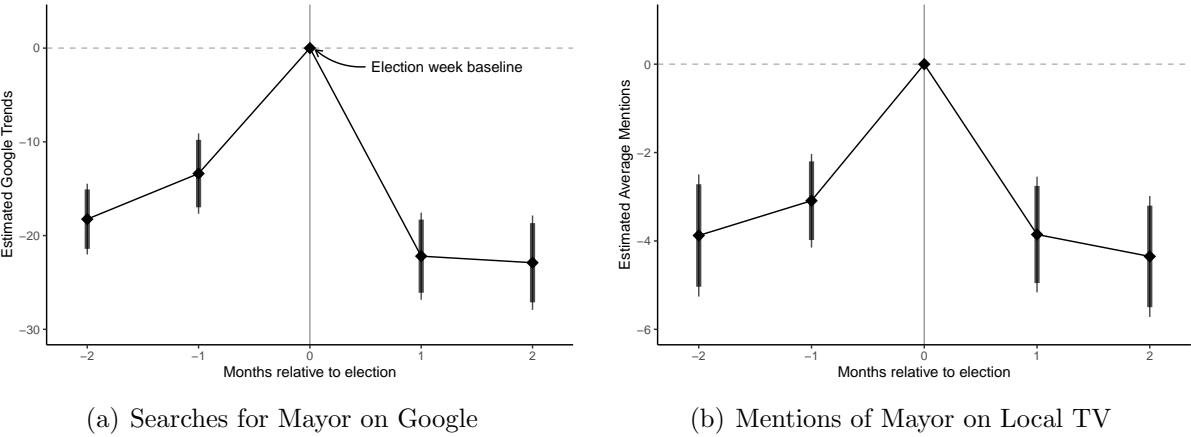 Estimated Google Trends
0
−10
−20
−30
Election week baseline
−2 −1 0 1 2
Months relative to election
(a) Searches for Mayor on Google
Estimated Average Mentions
0
−2
−4
−6
−2 −1 0 1 2
Months relative to election
(b) Mentions of Mayor on Local TV